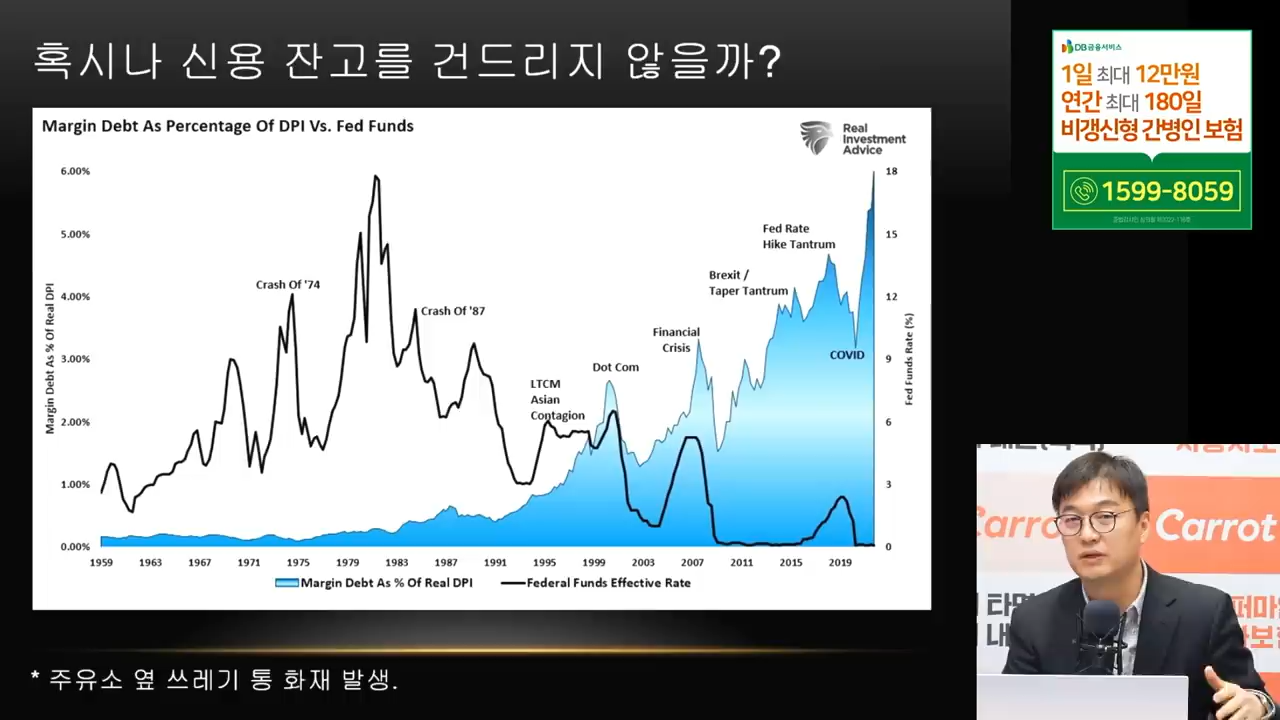 혹시나 신용 잔고를 건드리지 않을까?
Margin Debt As Percentage Of DPI Vs. Fed Funds
Real
Investment
Advice
6.00%
5.00%
4.00%
3.00%
2.00%
1.00%
0.00%
Margin Debt As % Of Real DPI
18
15
12
9
6
3
0
Fed Funds Rate (%)
Crash Of '74
Crash Of '87
LTCM
Asian
Contagion
Dot Com
Financial
Crisis
Brexit /
Taper Tantrum
Fed Rate
Hike Tantrum
COVID
1959 1963 1967 1971 1975 1979 1983 1987 1991 1995 1999 2003 2007 2011 2015 2019
Margin Debt As % Of Real DPI
Federal Funds Effective Rate
* 주유소 옆 쓰레기 통 화재 발생.
DB금융서비스
1일 최대 12만원
연간 최대 180일
비갱신형 간병인 보험
1599-8059
Carrot
Carrot